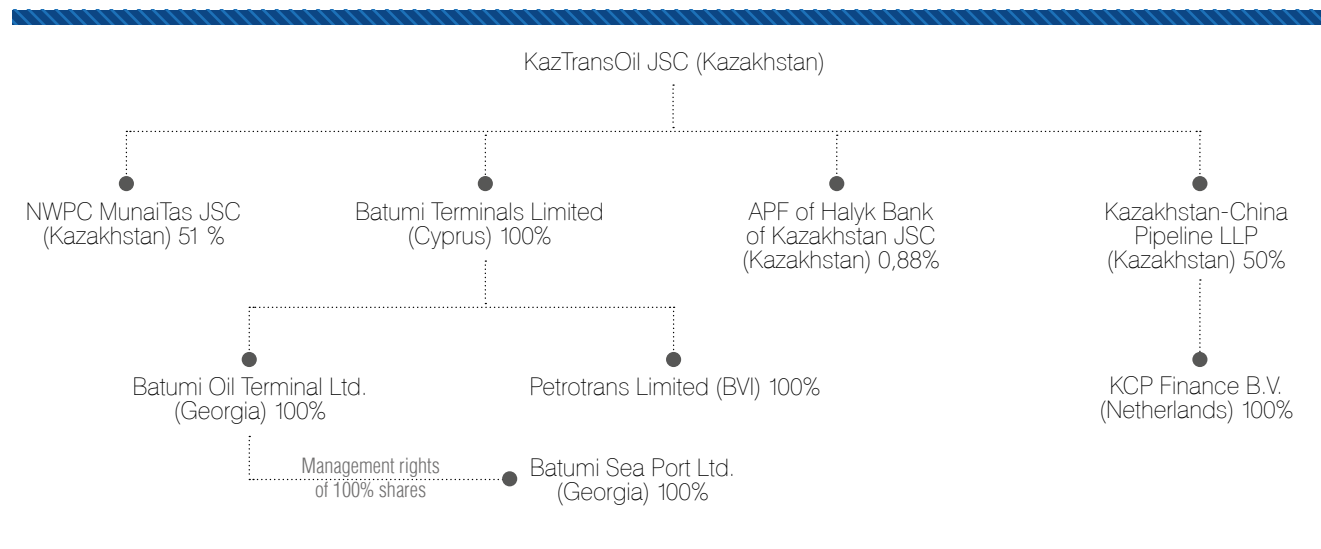 KazTransOil JSC (Kazakhstan)
NWPC MunaiTas JSC
(Kazakhstan) 51 %
Batumi Terminals Limited
(Cyprus) 100%
APF of Halyk Bank
of Kazakhstan JSC
(Kazakhstan) 0,88%
Kazakhstan-China
Pipeline LLP
(Kazakhstan) 50%
Batumi Oil Terminal Ltd.
(Georgia) 100%
Petrotrans Limited (BVI) 100%
KCP Finance B.V.
(Netherlands) 100%
Management rights
of 100% shares
Batumi Sea Port Ltd.
(Georgia) 100%